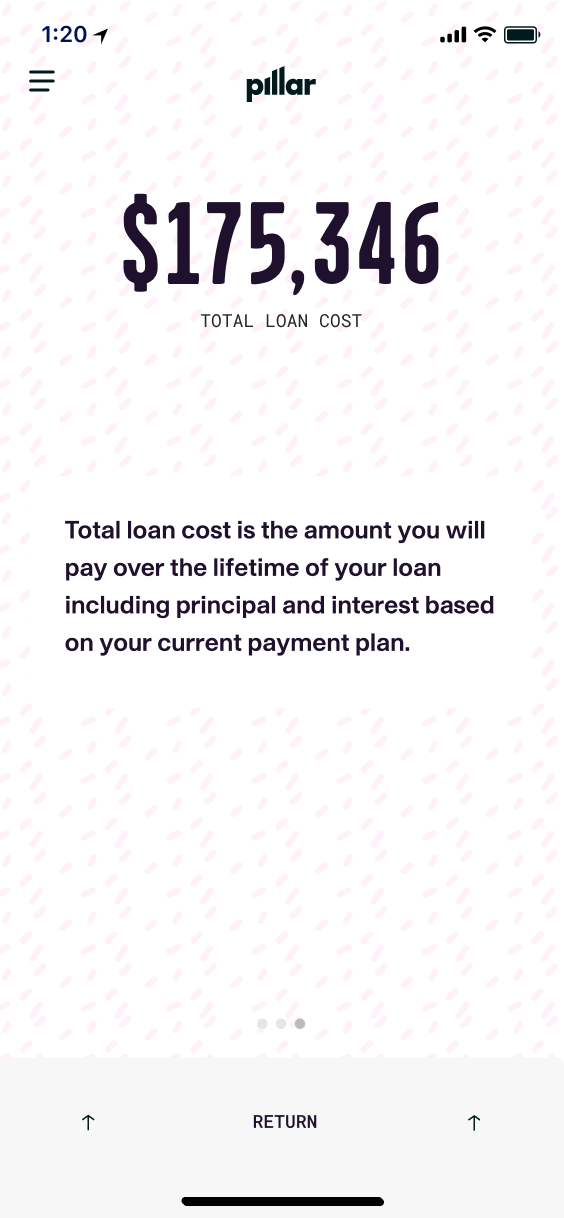 1:20
pillar
$175,346
TOTAL LOAN COST
Total loan cost is the amount you will
pay over the lifetime of your loan
including principal and interest based
on your current payment plan.
↑ RETURN ↑